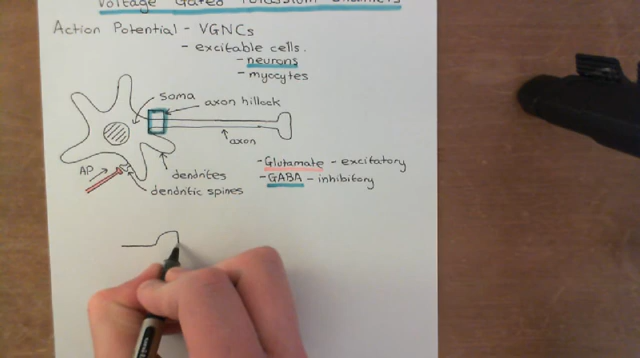 Voltage Gated Potassium Channels
Action Potential - VGNCs
- excitable cells.
- neurons
- myocytes
soma
axon hillock
axon
AP
dendrites
dendritic spines
- Glutamate - excitatory
- GABA - inhibitory